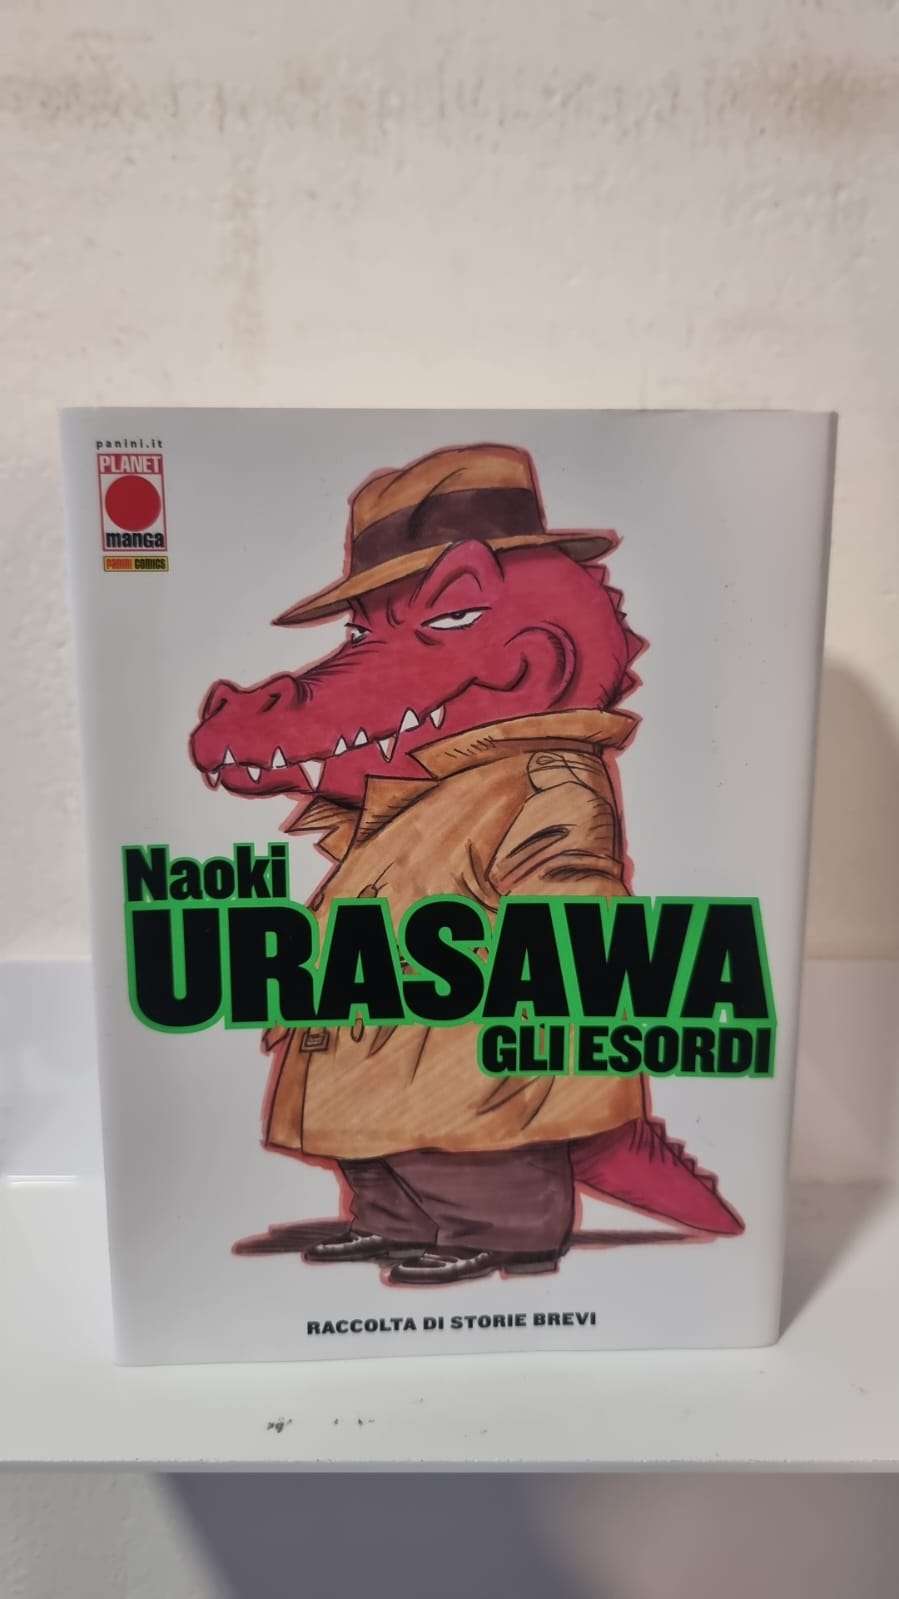 panini.it
PLANET
manga
PANINI COMICS
Naoki
URASAWA
GLI ESORDI
RACCOLTA DI STORIE BREVI